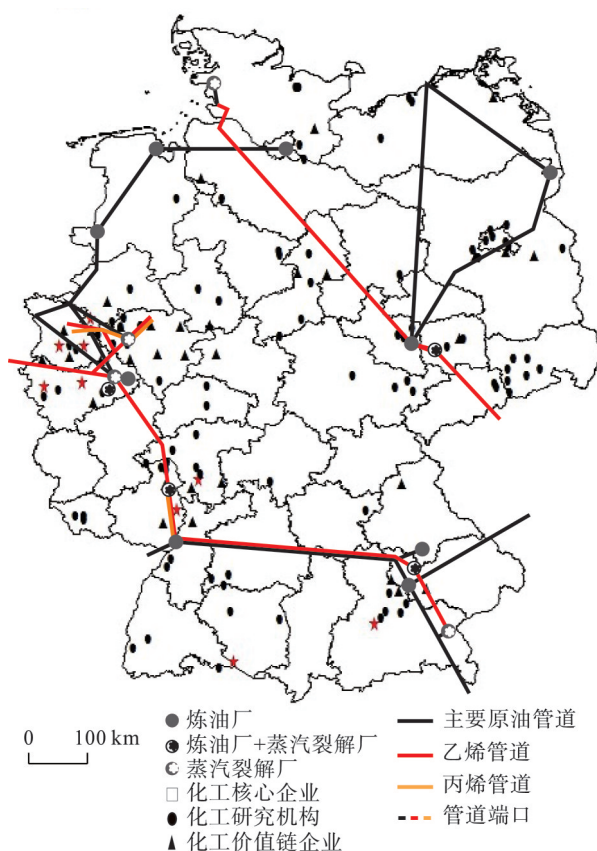 0 100 km
炼油厂
炼油厂+蒸汽裂解厂
蒸汽裂解厂
化工核心企业
化工研究机构
化工价值链企业
主要原油管道
乙烯管道
丙烯管道
管道端口